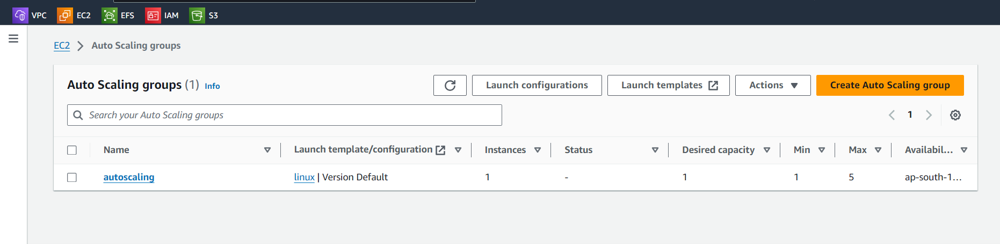 VPC EC2 EFS IAM S3
EC2 Auto Scaling groups
Auto Scaling groups (1) Info Launch configurations Launch templates Actions Create Auto Scaling group
Search your Auto Scaling groups 1
Name Launch template/configuration Instances Status Desired capacity Min Max Availabil...
autoscaling linux | Version Default 1 - 1 1 5 ap-south-1...